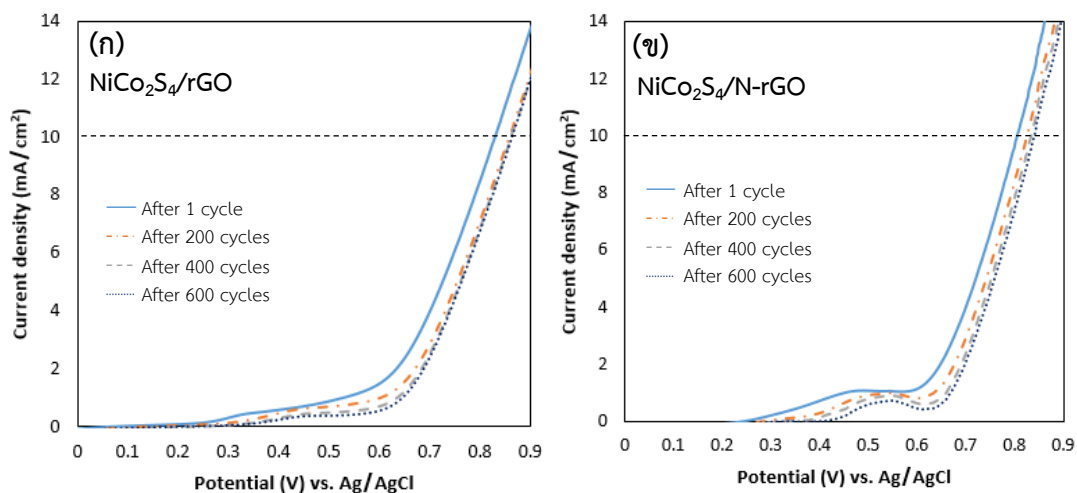 (ก)
NiCo₂S₄/rGO
14
12
10
8
6
4
2
0
Current density (mA/cm²)
After 1 cycle
After 200 cycles
After 400 cycles
After 600 cycles
0 0.1 0.2 0.3 0.4 0.5 0.6 0.7 0.8 0.9
Potential (V) vs. Ag/AgCl
(ข)
NiCo₂S₄/N-rGO
14
12
10
8
6
4
2
0
Current density (mA/cm²)
After 1 cycle
After 200 cycles
After 400 cycles
After 600 cycles
0 0.1 0.2 0.3 0.4 0.5 0.6 0.7 0.8 0.9
Potential (V) vs. Ag/AgCl